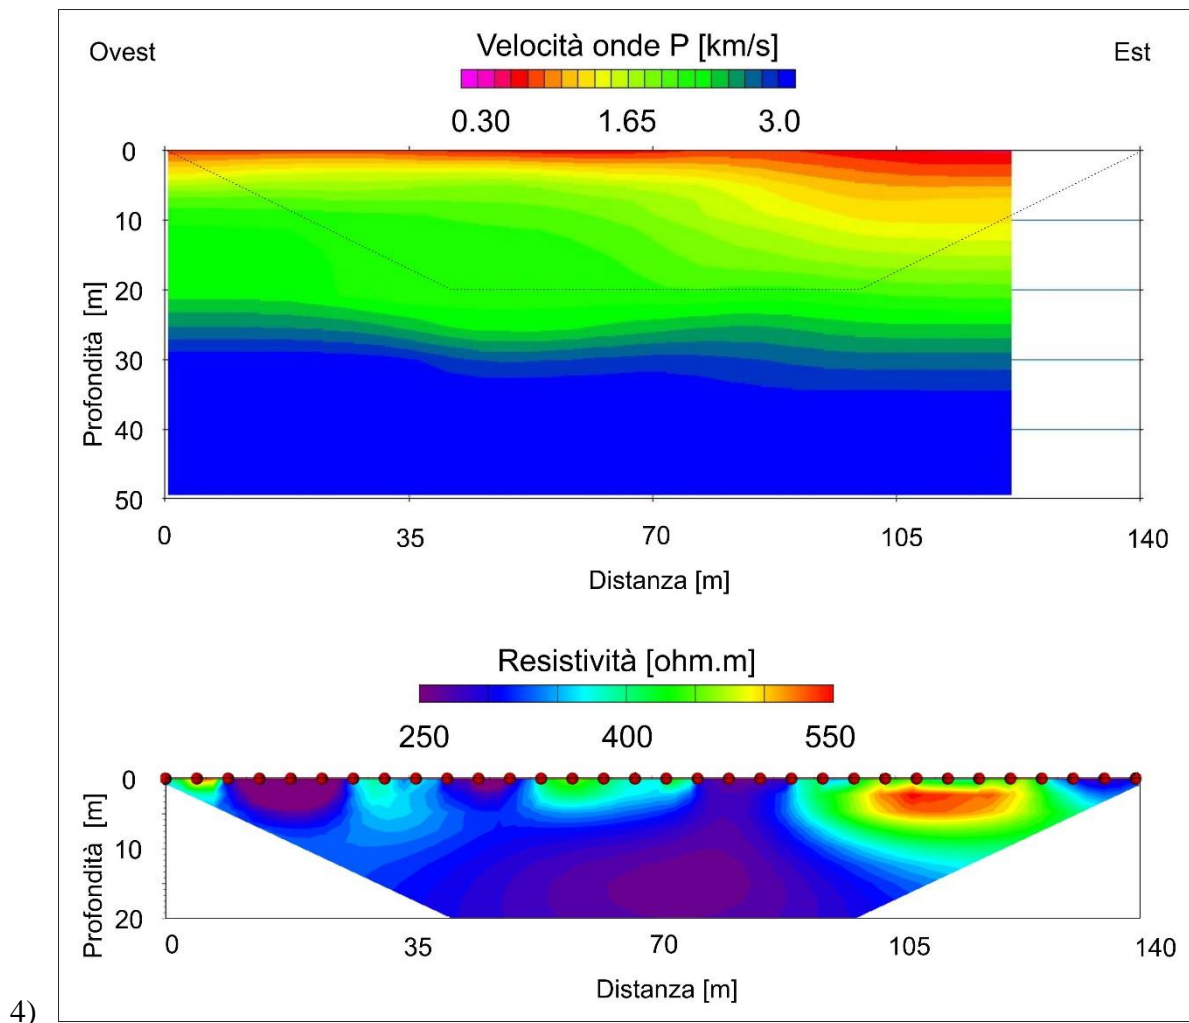 Ovest
Velocità onde P [km/s]
Est
0.30 1.65 3.0
0
10
20
30
40
50
Profondità [m]
0 35 70 105 140
Distanza [m]
Resistività [ohm.m]
250 400 550
0
10
20
Profondità [m]
0 35 70 105 140
Distanza [m]
4)